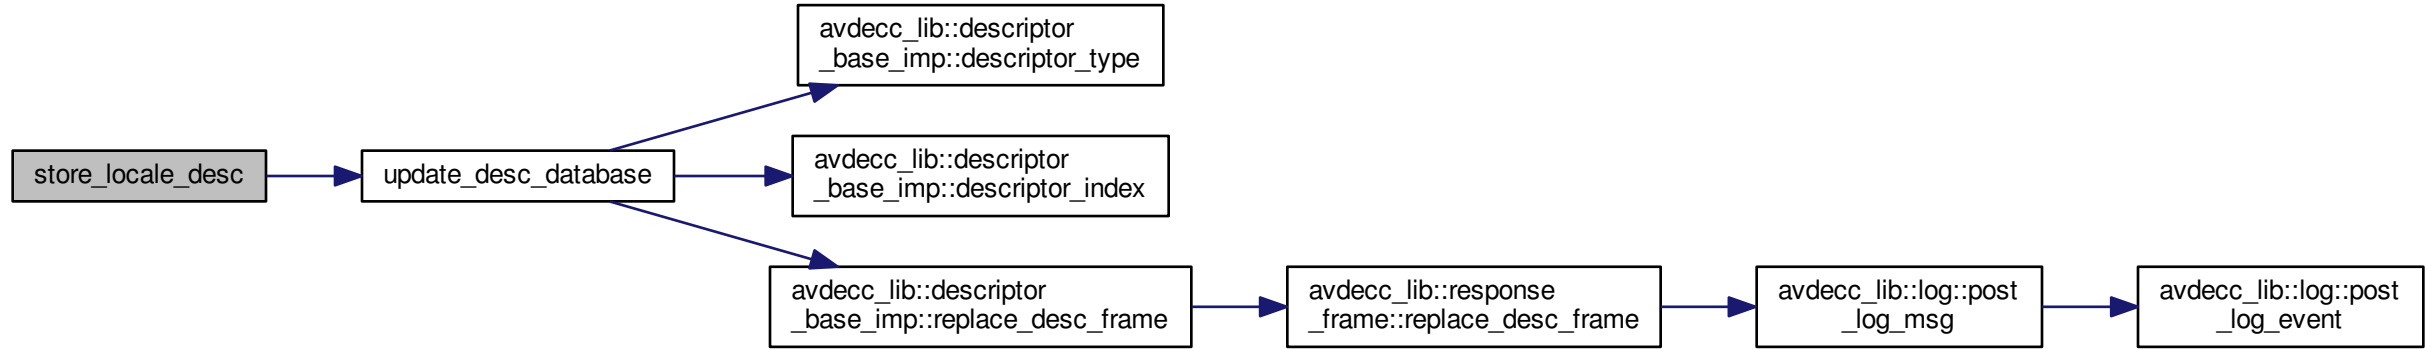 avdecc_lib::descriptor
_base_imp::descriptor_type
store_locale_desc
update_desc_database
avdecc_lib::descriptor
_base_imp::descriptor_index
avdecc_lib::descriptor
_base_imp::replace_desc_frame
avdecc_lib::response
_frame::replace_desc_frame
avdecc_lib::log::post
_log_msg
avdecc_lib::log::post
_log_event